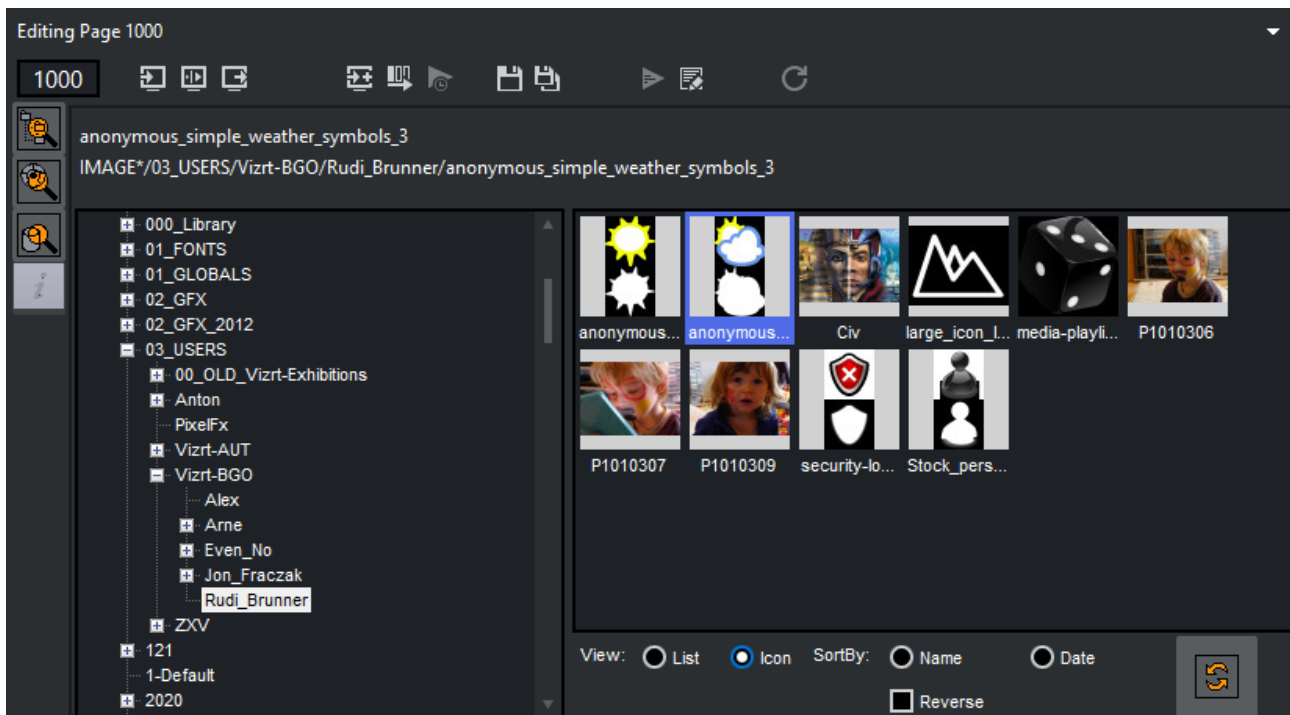 Editing Page 1000
1000
anonymous_simple_weather_symbols_3
IMAGE*/03_USERS/Vizrt-BGO/Rudi_Brunner/anonymous_simple_weather_symbols_3
000_Library
01_FONTS
01_GLOBALS
02_GFX
02_GFX_2012
03_USERS
00_OLD_Vizrt-Exhibitions
Anton
PixelFx
Vizrt-AUT
Vizrt-BGO
Alex
Arne
Even_No
Jon_Fraczak
Rudi_Brunner
ZXV
121
1-Default
2020
anonymous... anonymous... Civ large_icon_l... media-playli... P1010306
P1010307 P1010309 security-lo... Stock_pers...
View: List Icon SortBy: Name Date
Reverse
i